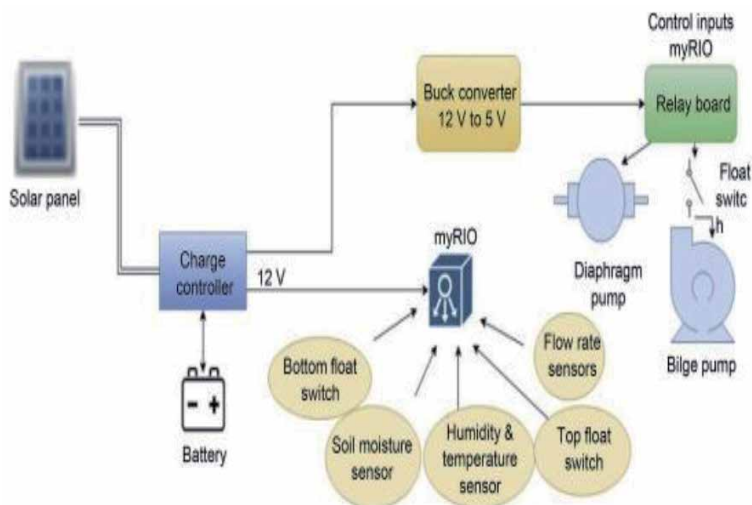 Control inputs
myRIO
Buck converter
12 V to 5 V
Relay board
Solar panel
Float
switc
h
myRIO
Charge
controller
12 V
Diaphragm
pump
Bilge pump
Flow rate
sensors
Bottom float
switch
Soil moisture
sensor
Humidity &
temperature
sensor
Top float
switch
- +
Battery